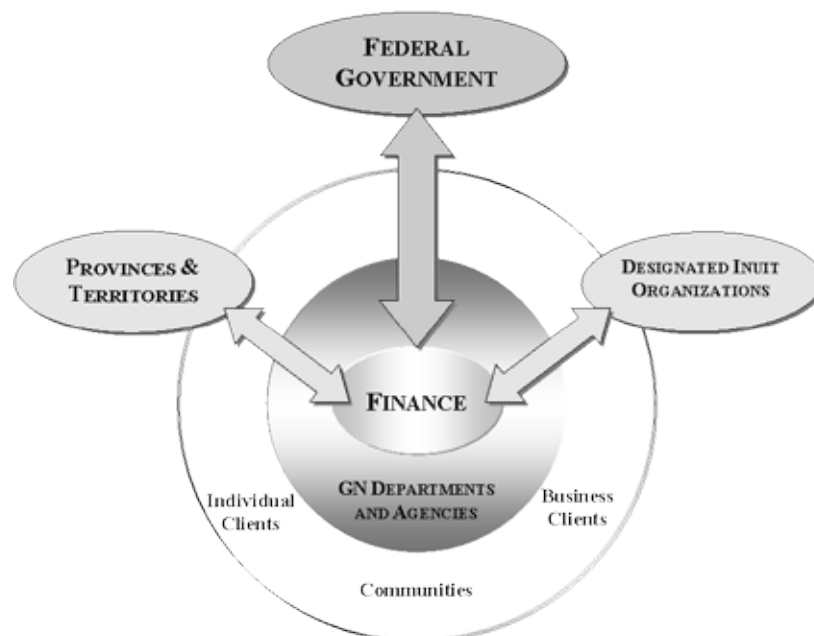 FEDERAL
GOVERNMENT
PROVINCES &
TERRITORIES
DESIGNATED INUIT
ORGANIZATIONS
FINANCE
GN DEPARTMENTS
AND AGENCIES
Individual
Clients
Business
Clients
Communities